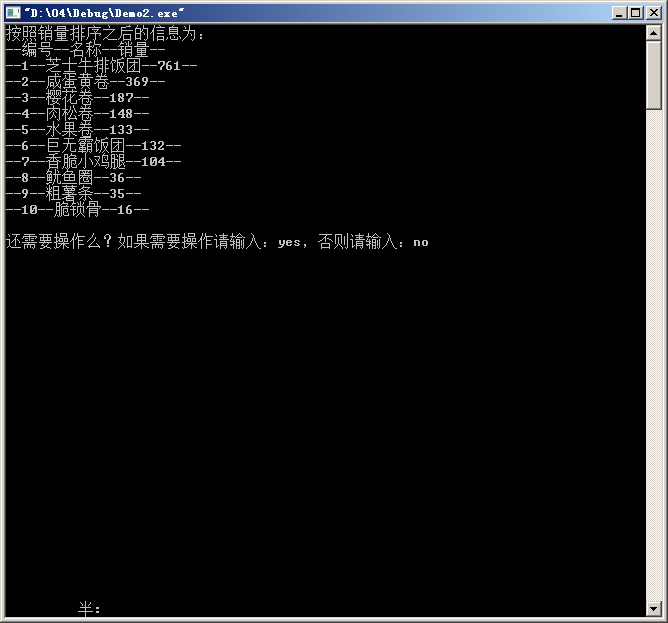 "D:\04\Debug\Demo2.exe"
按照销量排序之后的信息为：
--编号--名称--销量--
--1--芝士牛排饭团--761--
--2--咸蛋黄卷--369--
--3--樱花卷--187--
--4--肉松卷--148--
--5--水果卷--133--
--6--巨无霸饭团--132--
--7--香脆小鸡腿--104--
--8--鱿鱼圈--36--
--9--粗薯条--35--
--10--脆锁骨--16--
还需要操作么？如果需要操作请输入：yes, 否则请输入：no
半：